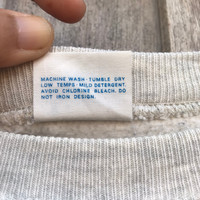 MACHINE WASH · TUMBLE DRY
LOW TEMPS · MILD DETERGENT.
AVOID CHLORINE BLEACH. DO
NOT IRON DESIGN.